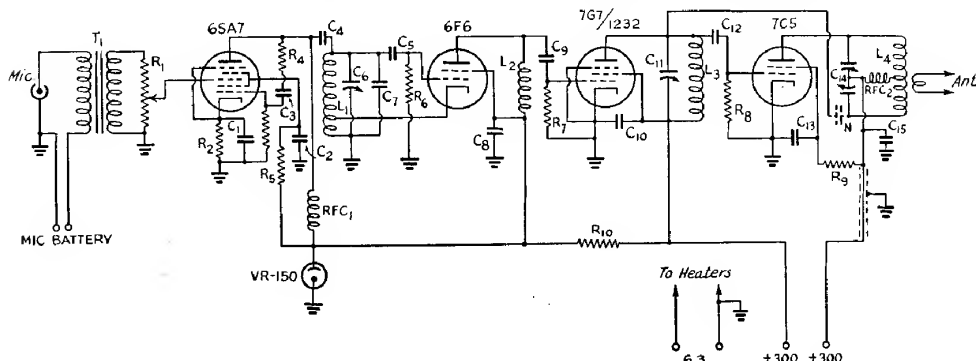 6SA7
6F6
7G7/1232
7C5
Mic.
T1
R1
R2
C1
R4
C3
R5
C2
RFC1
C4
L1
C6
C7
C5
R6
L2
C8
C9
R7
C10
C11
L3
C12
R8
C13
C14
RFC2
L4
Ant.
N
C15
R9
R10
MIC BATTERY
VR-150
To Heaters
6.3
+300
+300